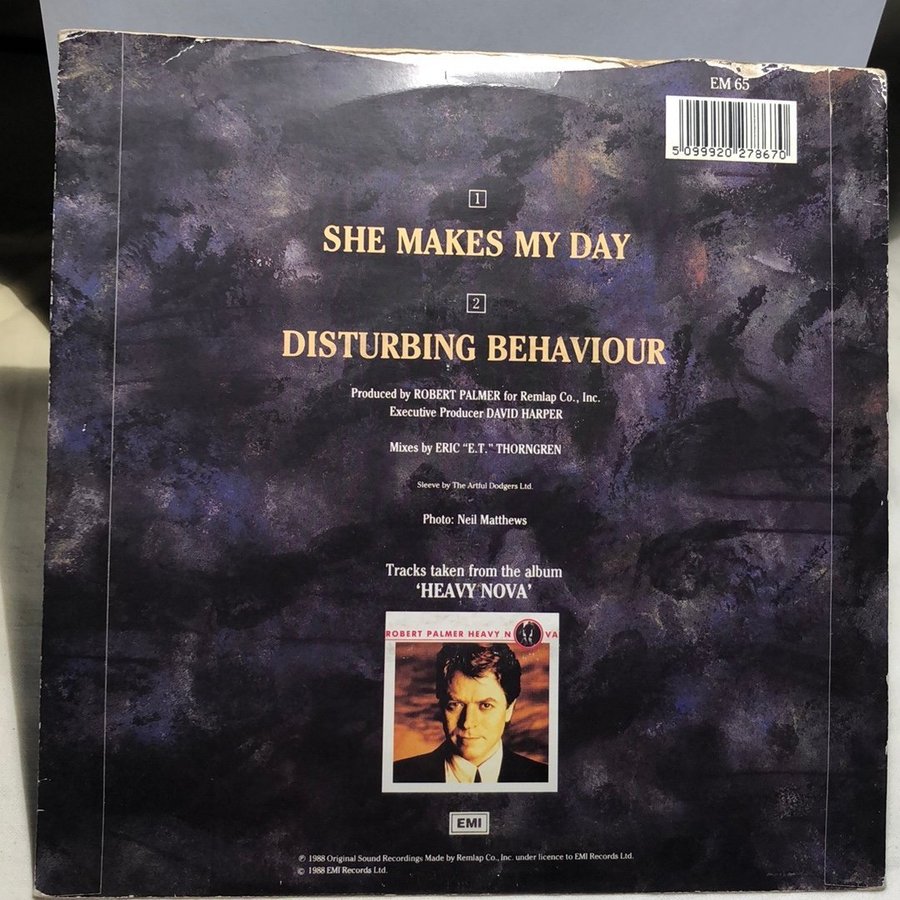 EM 65
5 099920 278670
1
SHE MAKES MY DAY
2
DISTURBING BEHAVIOUR
Produced by ROBERT PALMER for Remlap Co., Inc.
Executive Producer DAVID HARPER
Mixes by ERIC “E.T.” THORNGREN
Sleeve by The Artful Dodgers Ltd.
Photo: Neil Matthews
Tracks taken from the album
‘HEAVY NOVA’
ROBERT PALMER HEAVY N VA
EMI
℗ 1988 Original Sound Recordings Made by Remlap Co., Inc. under licence to EMI Records Ltd.
© 1988 EMI Records Ltd.